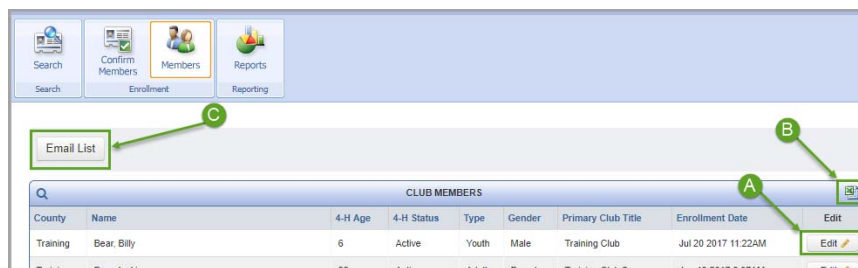 Search
Confirm
Members
Members
Reports
Search
Enrollment
Reporting
C
B
Email List
A
CLUB MEMBERS
County Name 4-H Age 4-H Status Type Gender Primary Club Title Enrollment Date Edit
Training Bear, Billy 6 Active Youth Male Training Club Jul 20 2017 11:22AM Edit